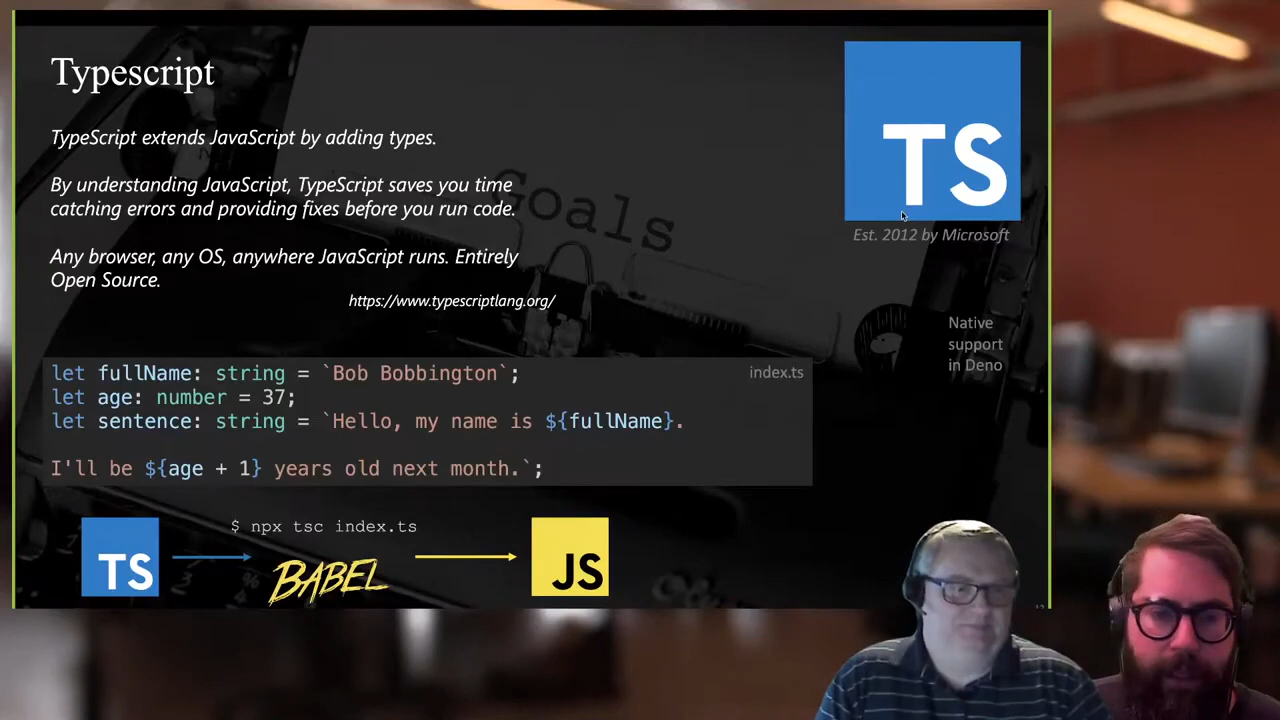 Typescript
TS
TypeScript extends JavaScript by adding types.
By understanding JavaScript, TypeScript saves you time
catching errors and providing fixes before you run code.
Goals
Est. 2012 by Microsoft
Any browser, any OS, anywhere JavaScript runs. Entirely
Open Source.
https://www.typescriptlang.org/
Native
support
in Deno
let fullName: string = `Bob Bobbington`;
index.ts
let age: number = 37;
let sentence: string = `Hello, my name is ${fullName}.
I'll be ${age + 1} years old next month.`;
$ npx tsc index.ts
TS
BABEL
JS